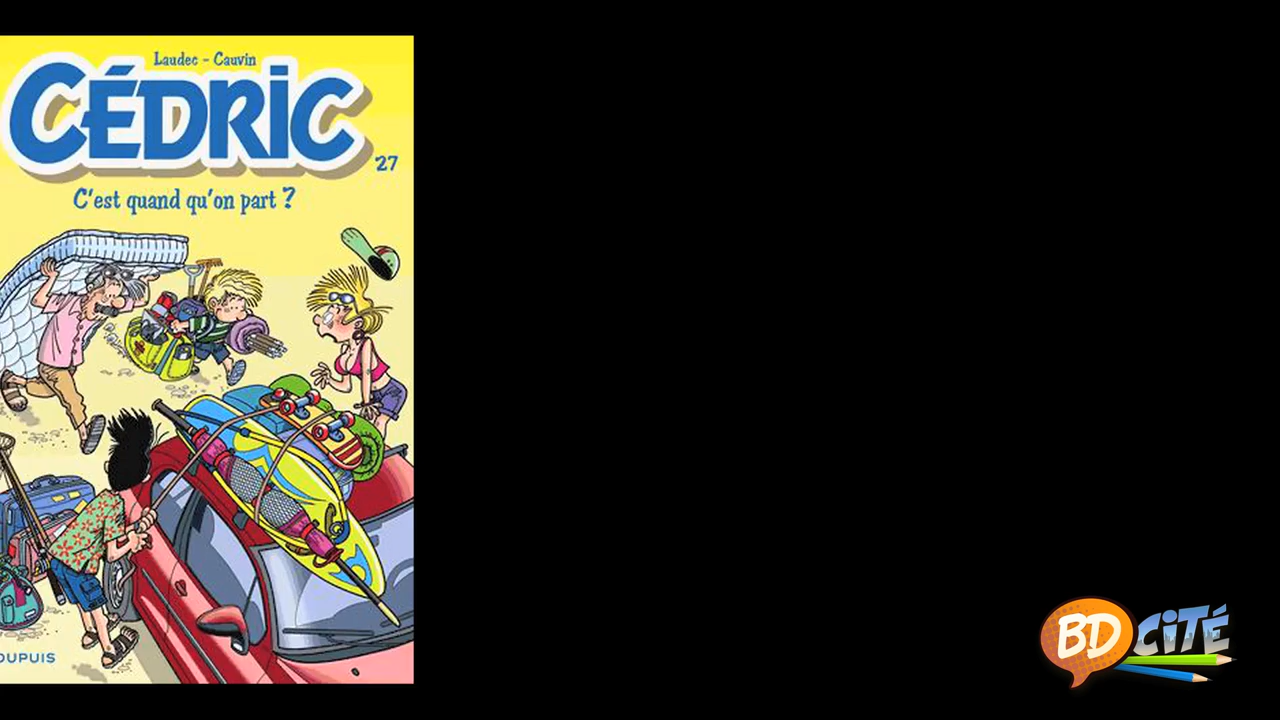 Laudec - Cauvin
CÉDRIC
27
C'est quand qu'on part ?
DUPUIS
BD CiTÉ